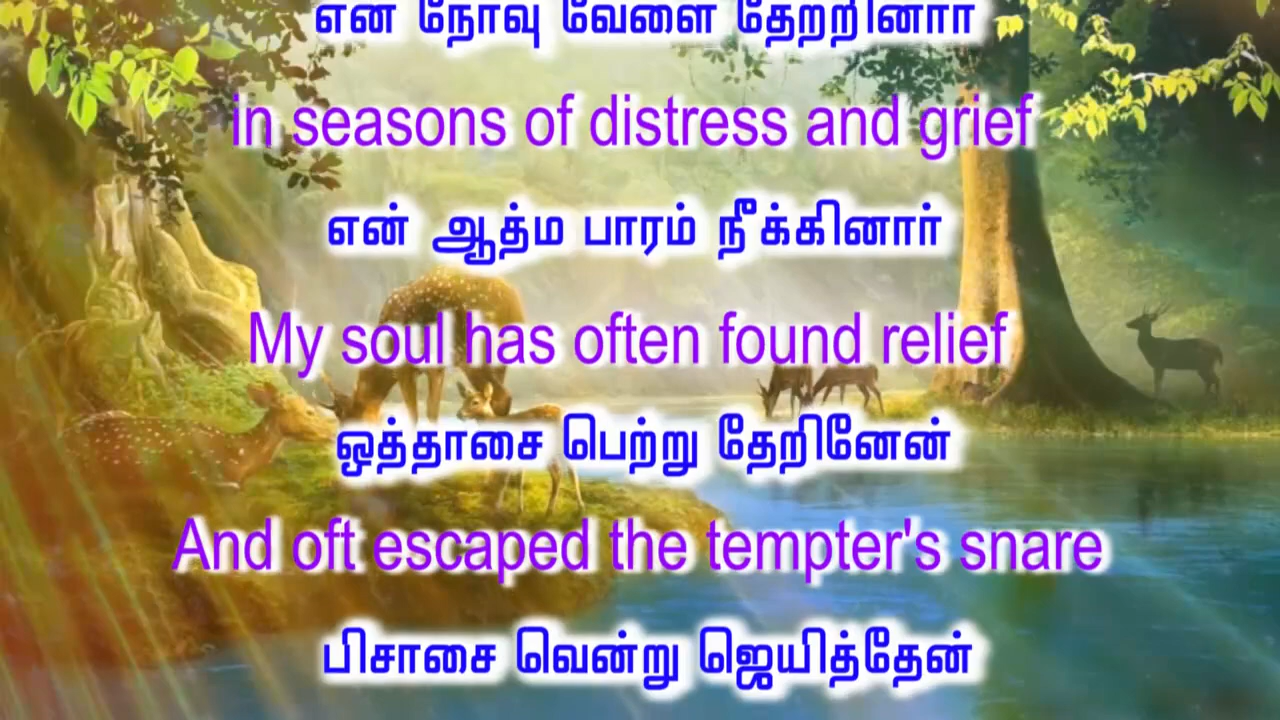 என் நோவு வேளை தேற்றினார்
in seasons of distress and grief
என் ஆத்ம பாரம் நீக்கினார்
My soul has often found relief
ஒத்தாசை பெற்று தேறினேன்
And oft escaped the tempter's snare
பிசாசை வென்று ஜெயித்தேன்